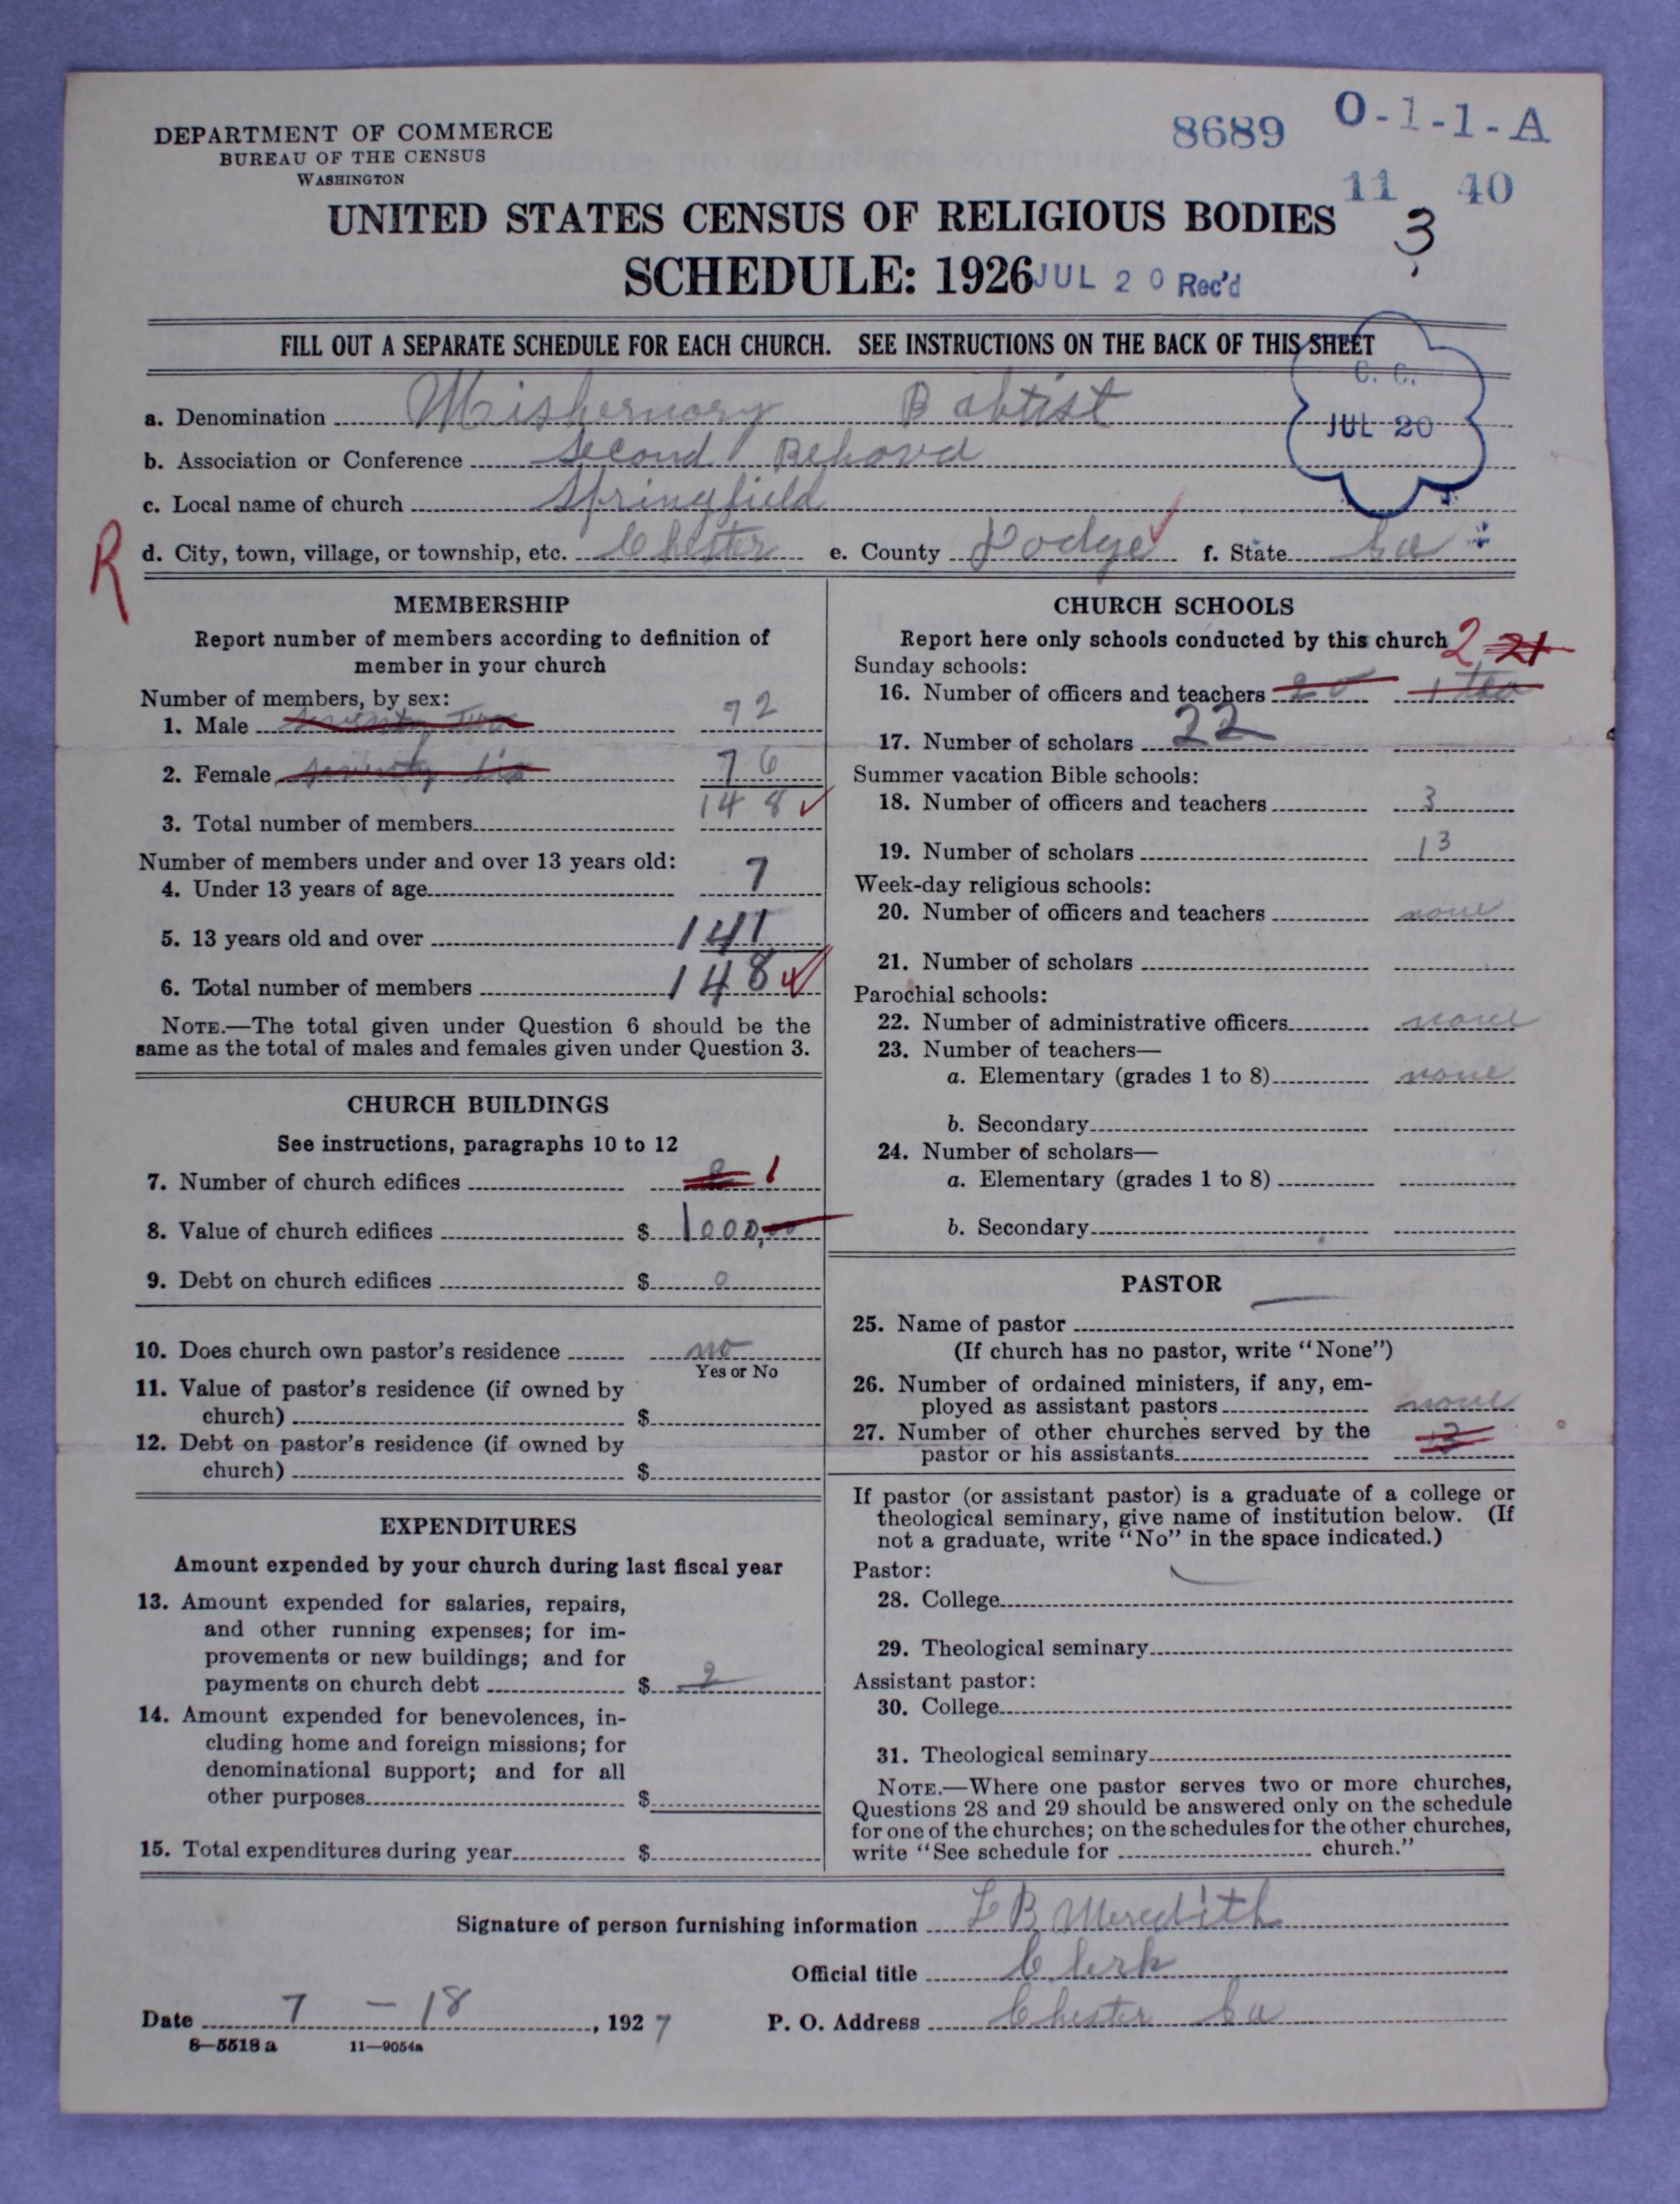 DEPARTMENT OF COMMERCE
BUREAU OF THE CENSUS
WASHINGTON
8689 O-1-1-A
11 40
UNITED STATES CENSUS OF RELIGIOUS BODIES
3
SCHEDULE: 1926
JUL 20 Rec'd
FILL OUT A SEPARATE SCHEDULE FOR EACH CHURCH. SEE INSTRUCTIONS ON THE BACK OF THIS SHEET
C. C.
JUL 20
a. Denomination Mishernory Baptist
b. Association or Conference Second Rehova
c. Local name of church Springfield
R
d. City, town, village, or township, etc. Chester e. County Dodge f. State Ga
MEMBERSHIP
Report number of members according to definition of
member in your church
Number of members, by sex:
1. Male seventy two 72
2. Female seventy six 76
3. Total number of members 148
Number of members under and over 13 years old:
4. Under 13 years of age 7
5. 13 years old and over 141
6. Total number of members 148
NOTE.—The total given under Question 6 should be the
same as the total of males and females given under Question 3.
CHURCH BUILDINGS
See instructions, paragraphs 10 to 12
7. Number of church edifices 1
8. Value of church edifices $ 1000,00
9. Debt on church edifices $ 0
10. Does church own pastor's residence no
Yes or No
11. Value of pastor's residence (if owned by
church) $
12. Debt on pastor's residence (if owned by
church) $
EXPENDITURES
Amount expended by your church during last fiscal year
13. Amount expended for salaries, repairs,
and other running expenses; for im-
provements or new buildings; and for
payments on church debt $ 2
14. Amount expended for benevolences, in-
cluding home and foreign missions; for
denominational support; and for all
other purposes $
15. Total expenditures during year $
CHURCH SCHOOLS
Report here only schools conducted by this church
2 21
Sunday schools:
16. Number of officers and teachers 20
17. Number of scholars 22
Summer vacation Bible schools:
18. Number of officers and teachers 3
19. Number of scholars 13
Week-day religious schools:
20. Number of officers and teachers none
21. Number of scholars
Parochial schools:
22. Number of administrative officers none
23. Number of teachers—
a. Elementary (grades 1 to 8) none
b. Secondary
24. Number of scholars—
a. Elementary (grades 1 to 8)
b. Secondary
PASTOR
25. Name of pastor
(If church has no pastor, write "None")
26. Number of ordained ministers, if any, em-
ployed as assistant pastors none
27. Number of other churches served by the
pastor or his assistants 3
If pastor (or assistant pastor) is a graduate of a college or
theological seminary, give name of institution below. (If
not a graduate, write "No" in the space indicated.)
Pastor:
28. College
29. Theological seminary
Assistant pastor:
30. College
31. Theological seminary
NOTE.—Where one pastor serves two or more churches,
Questions 28 and 29 should be answered only on the schedule
for one of the churches; on the schedules for the other churches,
write "See schedule for church."
Signature of person furnishing information L B Meredith
Official title Clerk
Date 7 - 18, 1927 P. O. Address Chester Ga
8-5518 a 11-9054a